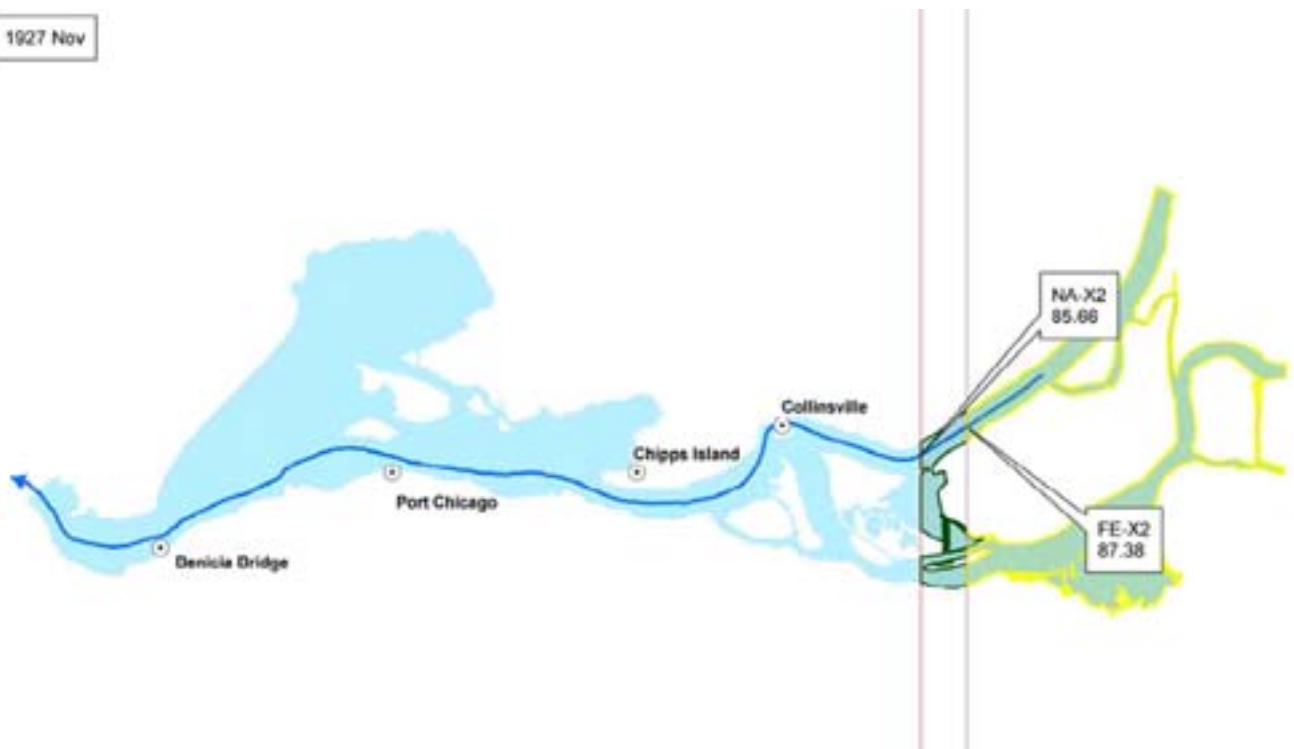 1927 Nov
NA-X2
85.66
Collinsville
Chipps Island
Port Chicago
FE-X2
87.38
Benicia Bridge